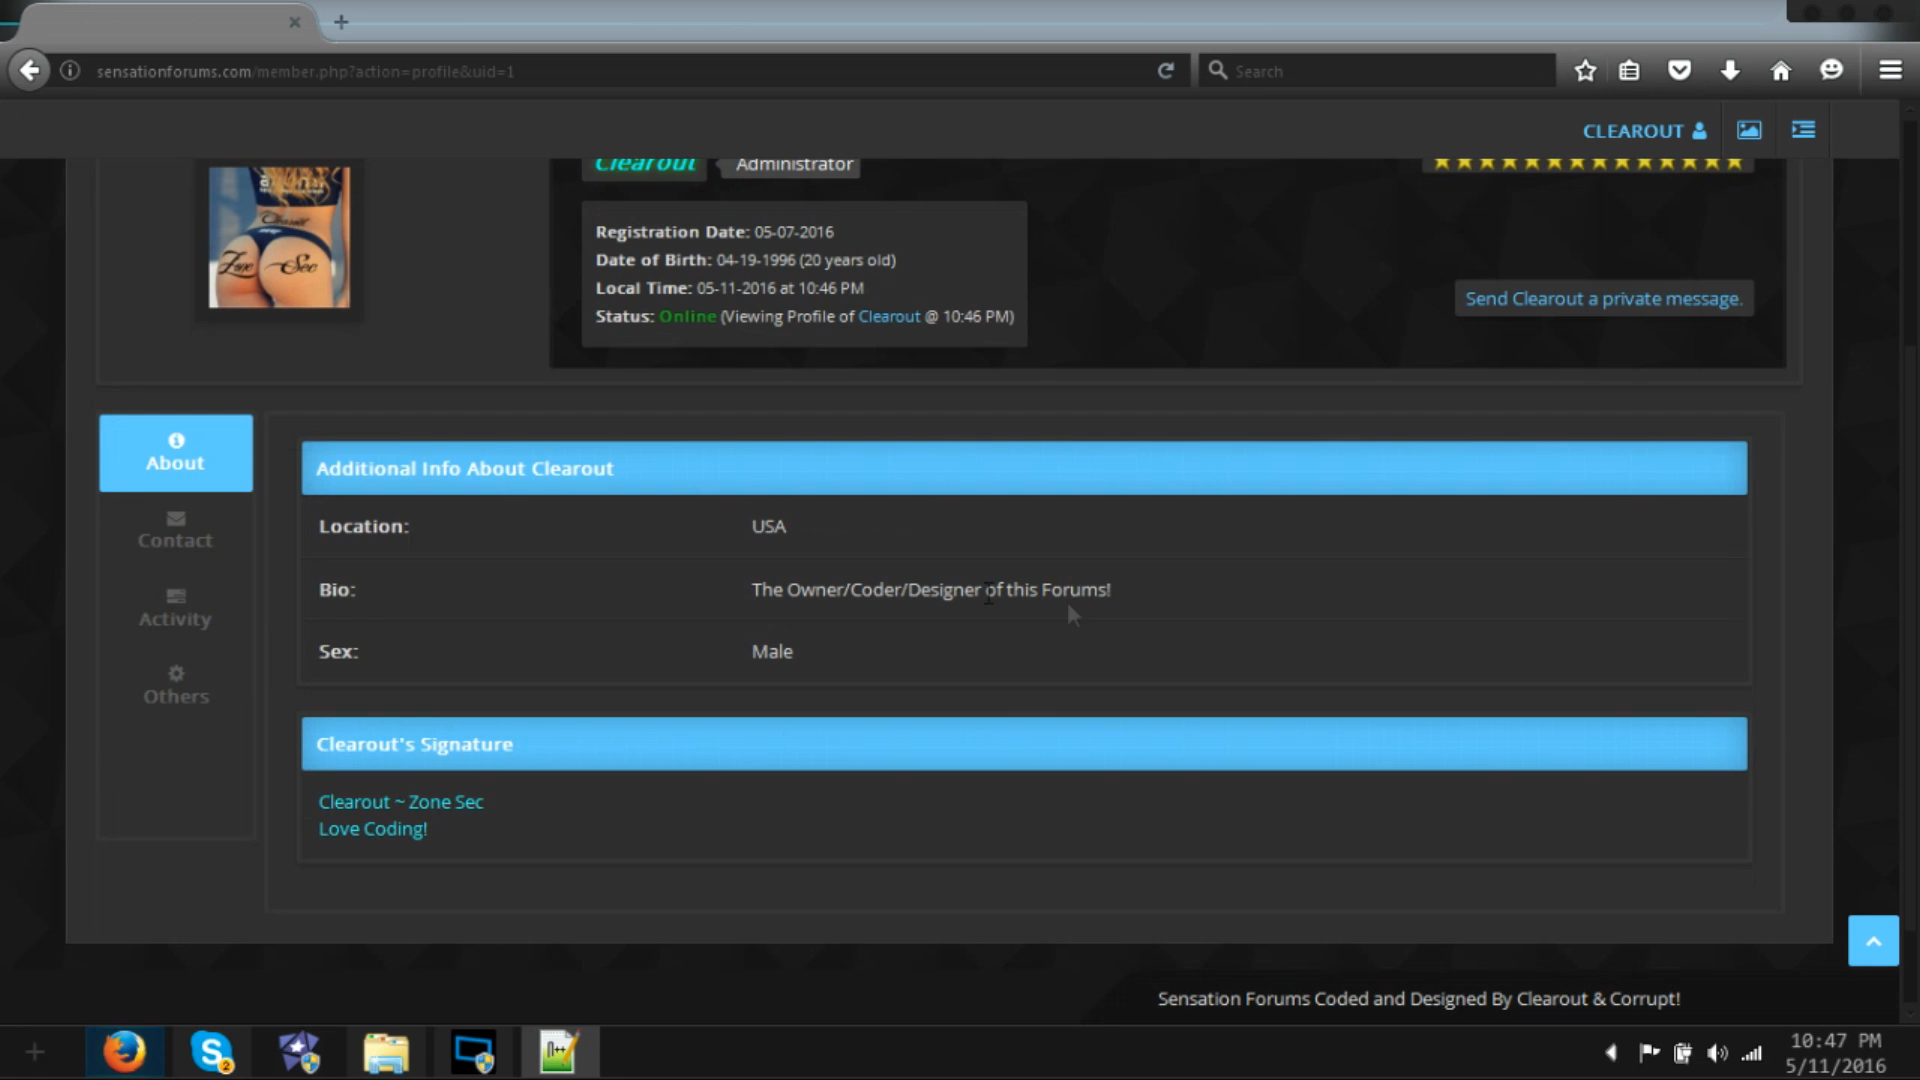 sensationforums.com/member.php?action=profile&uid=1
Search
CLEAROUT
Clearout
Administrator
Clearout
Zone Sec
Registration Date: 05-07-2016
Date of Birth: 04-19-1996 (20 years old)
Local Time: 05-11-2016 at 10:46 PM
Status: Online (Viewing Profile of Clearout @ 10:46 PM)
Send Clearout a private message.
About
Contact
Activity
Others
Additional Info About Clearout
Location: USA
Bio: The Owner/Coder/Designer of this Forums!
Sex: Male
Clearout's Signature
Clearout ~ Zone Sec
Love Coding!
Sensation Forums Coded and Designed By Clearout & Corrupt!
2
10:47 PM
5/11/2016